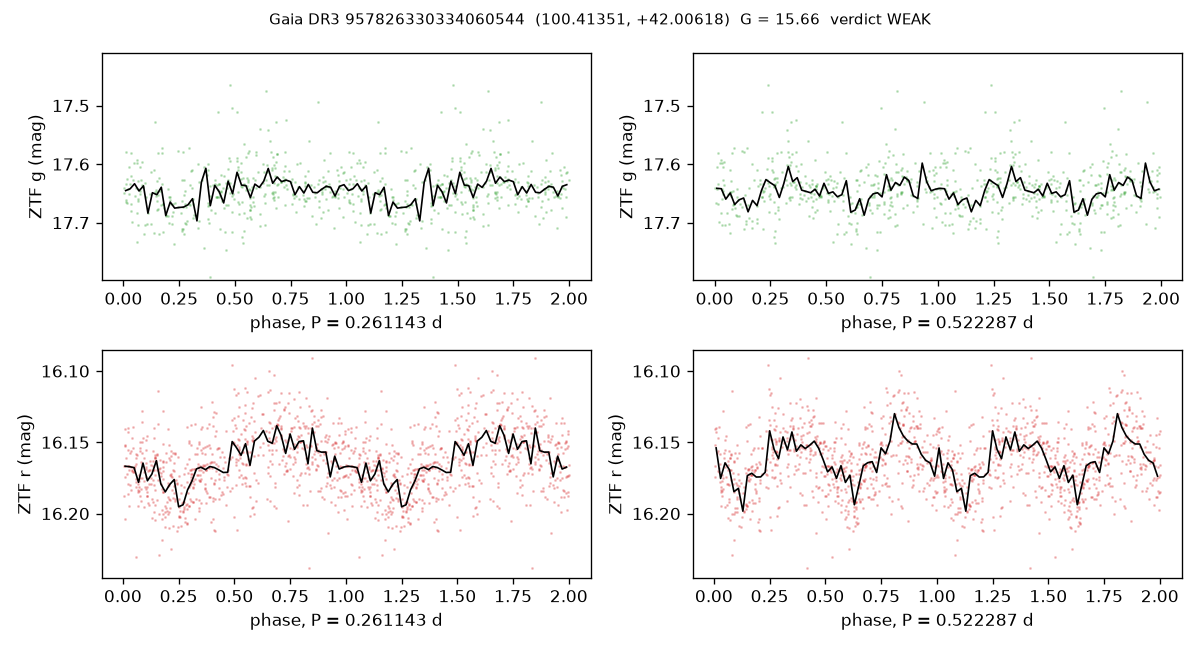 Gaia DR3 957826330334060544 (100.41351, +42.00618) G = 15.66 verdict WEAK
ZTF g (mag)
17.5
17.6
17.7
0.00 0.25 0.50 0.75 1.00 1.25 1.50 1.75 2.00
phase, P = 0.261143 d
ZTF g (mag)
17.5
17.6
17.7
0.00 0.25 0.50 0.75 1.00 1.25 1.50 1.75 2.00
phase, P = 0.522287 d
ZTF r (mag)
16.10
16.15
16.20
0.00 0.25 0.50 0.75 1.00 1.25 1.50 1.75 2.00
phase, P = 0.261143 d
ZTF r (mag)
16.10
16.15
16.20
0.00 0.25 0.50 0.75 1.00 1.25 1.50 1.75 2.00
phase, P = 0.522287 d